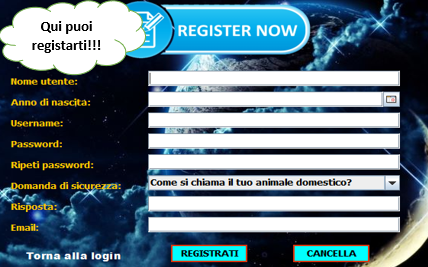 Qui puoi
registarti!!!
REGISTER NOW
Nome utente:
Anno di nascita:
Username:
Password:
Ripeti password:
Domanda di sicurezza:
Come si chiama il tuo animale domestico?
Risposta:
Email:
Torna alla login
REGISTRATI
CANCELLA